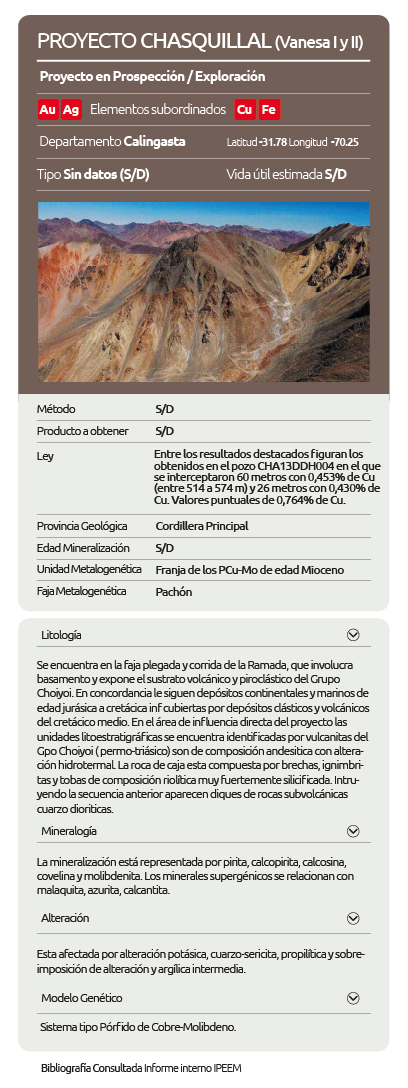 PROYECTO CHASQUILLAL (Vanesa I y II)
Proyecto en Prospección / Exploración
Au Ag Elementos subordinados Cu Fe
Departamento Calingasta Latitud -31.78 Longitud -70.25
Tipo Sin datos (S/D) Vida útil estimada S/D
Método S/D
Producto a obtener S/D
Ley Entre los resultados destacados figuran los
obtenidos en el pozo CHA13DDH004 en el que
se interceptaron 60 metros con 0,453% de Cu
(entre 514 a 574 m) y 26 metros con 0,430% de
Cu. Valores puntuales de 0,764% de Cu.
Provincia Geológica Cordillera Principal
Edad Mineralización S/D
Unidad Metalogenética Franja de los PCu-Mo de edad Mioceno
Faja Metalogenética Pachón
Litología
Se encuentra en la faja plegada y corrida de la Ramada, que involucra
basamento y expone el sustrato volcánico y piroclástico del Grupo
Choiyoi. En concordancia le siguen depósitos continentales y marinos de
edad jurásica a cretácica inf cubiertas por depósitos clásticos y volcánicos
del cretácico medio. En el área de influencia directa del proyecto las
unidades litoestratigráficas se encuentra identificadas por vulcanitas del
Gpo Choiyoi ( permo-triásico) son de composición andesitica con altera-
ción hidrotermal. La roca de caja esta compuesta por brechas, ignimbri-
tas y tobas de composición riolítica muy fuertemente silicificada. Intru-
yendo la secuencia anterior aparecen diques de rocas subvolcánicas
cuarzo dioriticas.
Mineralogía
La mineralización está representada por pirita, calcopirita, calcosina,
covelina y molibdenita. Los minerales supergénicos se relacionan con
malaquita, azurita, calcantita.
Alteración
Esta afectada por alteración potásica, cuarzo-sericita, propilítica y sobre-
imposición de alteración y argílica intermedia.
Modelo Genético
Sistema tipo Pórfido de Cobre-Molibdeno.
Bibliografía Consultada Informe interno IPEEM